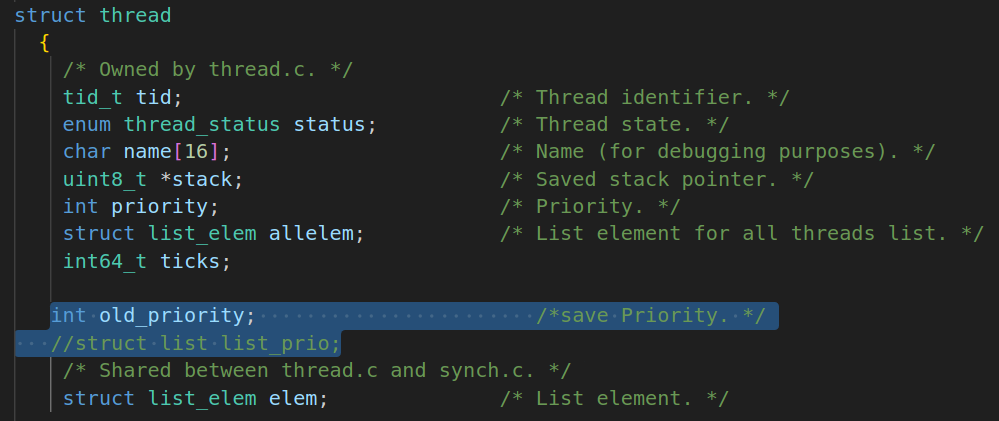 struct thread
{
/* Owned by thread.c. */
tid_t tid; /* Thread identifier. */
enum thread_status status; /* Thread state. */
char name[16]; /* Name (for debugging purposes). */
uint8_t *stack; /* Saved stack pointer. */
int priority; /* Priority. */
struct list_elem allelem; /* List element for all threads list. */
int64_t ticks;
int old_priority; /*save Priority. */
//struct list list_prio;
/* Shared between thread.c and synch.c. */
struct list_elem elem; /* List element. */